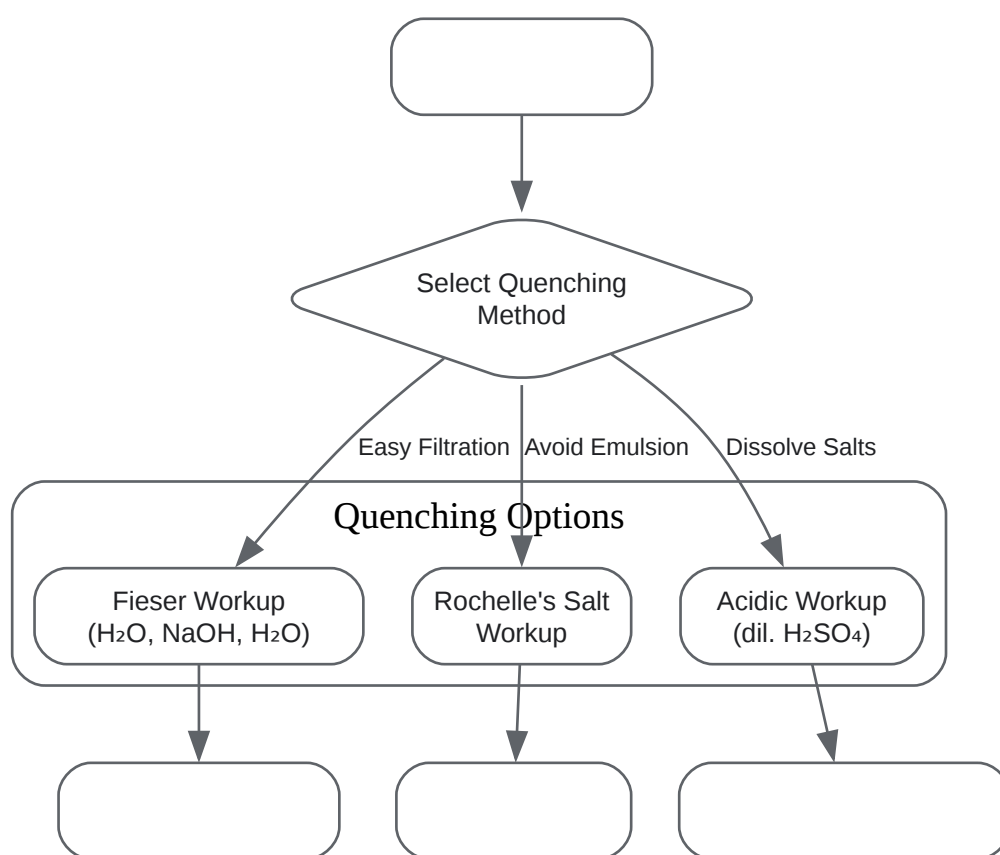 Select Quenching
Method
Easy Filtration
Avoid Emulsion
Dissolve Salts
Quenching Options
Fieser Workup
(H₂O, NaOH, H₂O)
Rochelle's Salt
Workup
Acidic Workup
(dil. H₂SO₄)